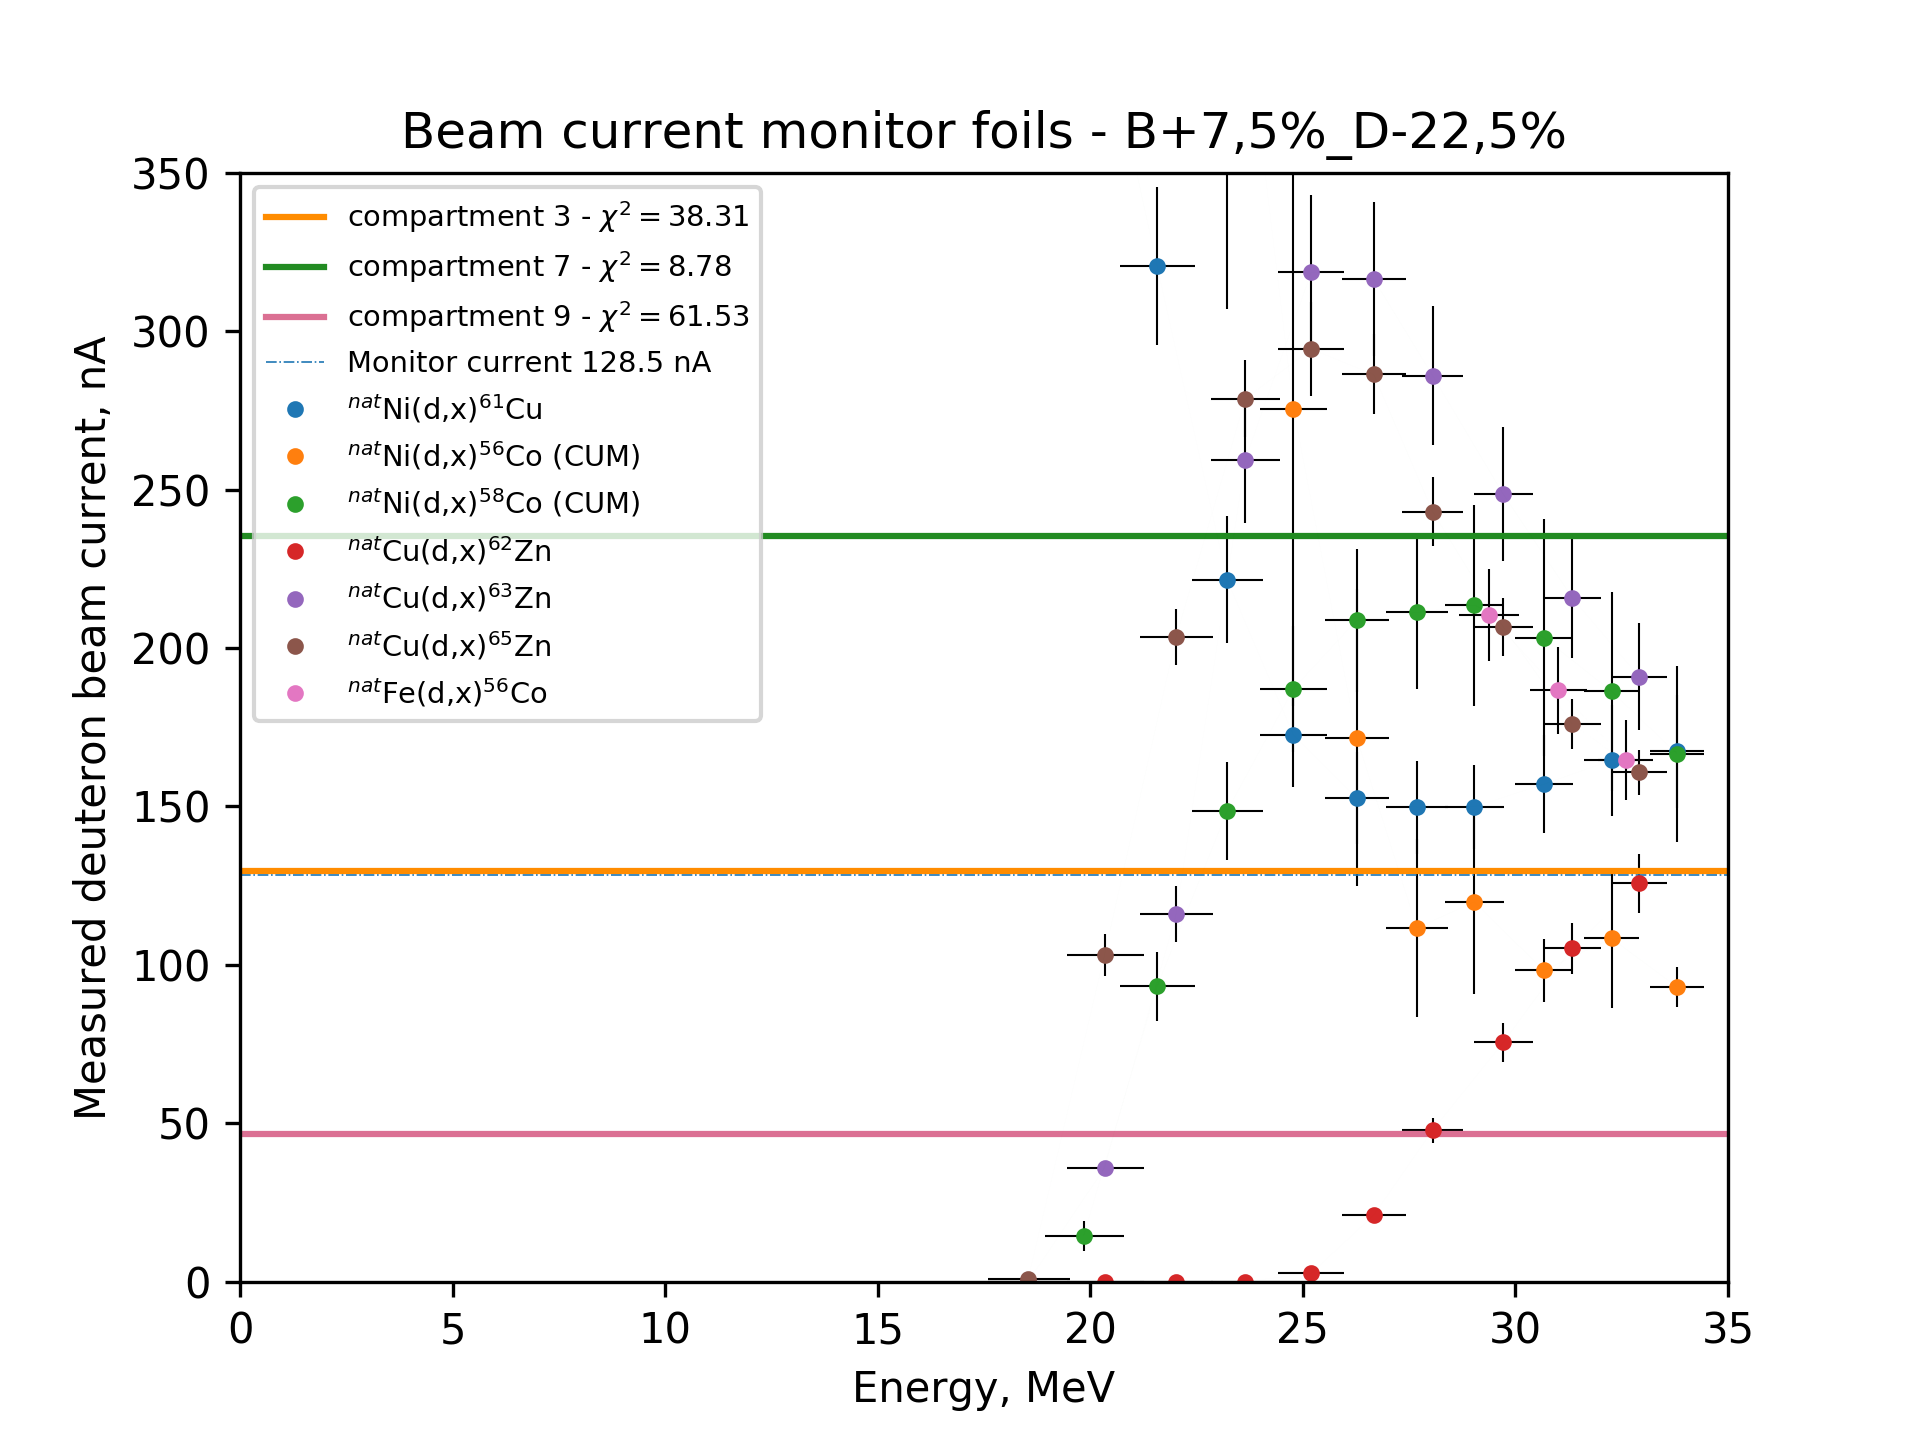 Beam current monitor foils - B+7,5%_D-22,5%
350
300
250
200
150
100
50
0
Measured deuteron beam current, nA
compartment 3 - χ² = 38.31
compartment 7 - χ² = 8.78
compartment 9 - χ² = 61.53
Monitor current 128.5 nA
ⁿᵃᵗNi(d,x)⁶¹Cu
ⁿᵃᵗNi(d,x)⁵⁶Co (CUM)
ⁿᵃᵗNi(d,x)⁵⁸Co (CUM)
ⁿᵃᵗCu(d,x)⁶²Zn
ⁿᵃᵗCu(d,x)⁶³Zn
ⁿᵃᵗCu(d,x)⁶⁵Zn
ⁿᵃᵗFe(d,x)⁵⁶Co
0 5 10 15 20 25 30 35
Energy, MeV